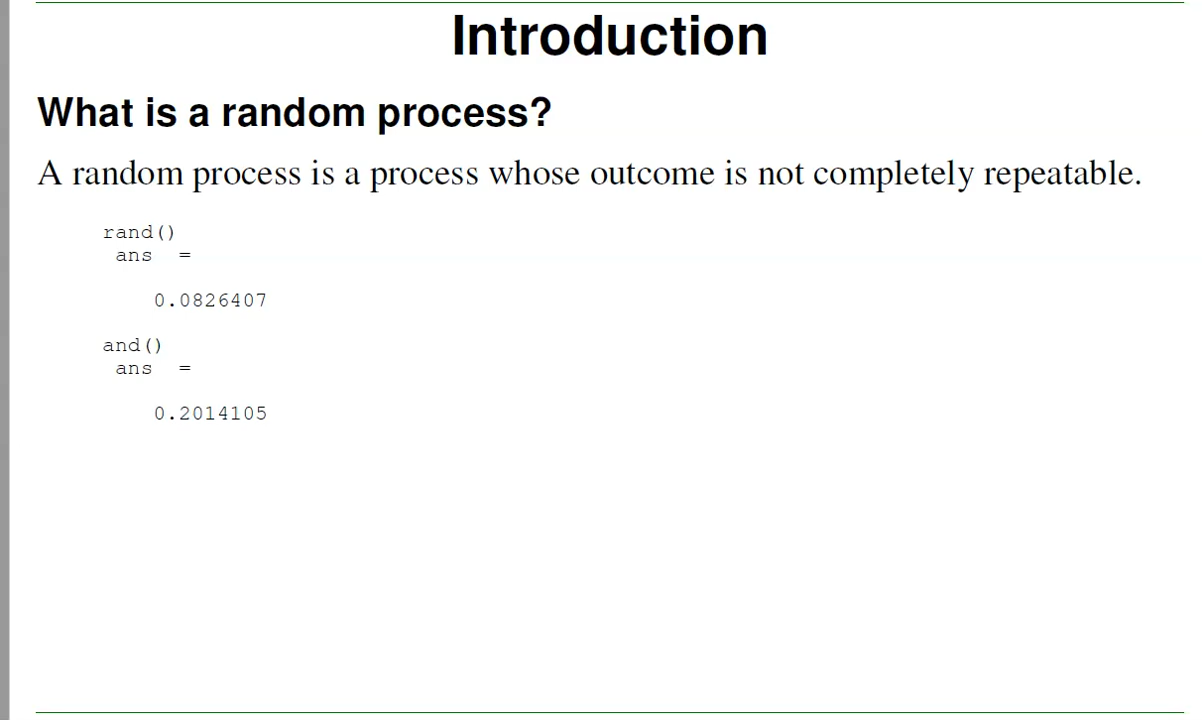 Introduction
What is a random process?
A random process is a process whose outcome is not completely repeatable.
rand()
ans =
0.0826407
and()
ans =
0.2014105